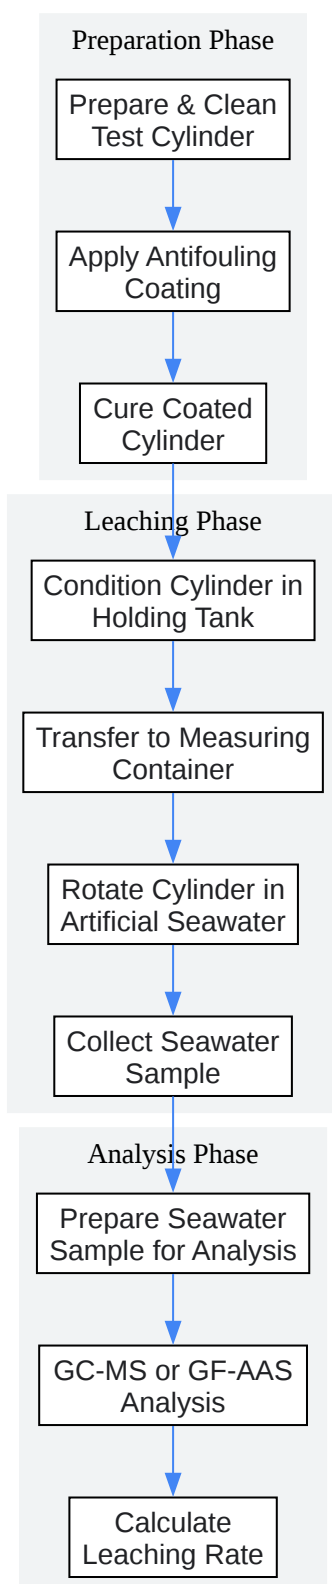 Preparation Phase
Prepare & Clean
Test Cylinder
Apply Antifouling
Coating
Cure Coated
Cylinder
Leaching Phase
Condition Cylinder in
Holding Tank
Transfer to Measuring
Container
Rotate Cylinder in
Artificial Seawater
Collect Seawater
Sample
Analysis Phase
Prepare Seawater
Sample for Analysis
GC-MS or GF-AAS
Analysis
Calculate
Leaching Rate